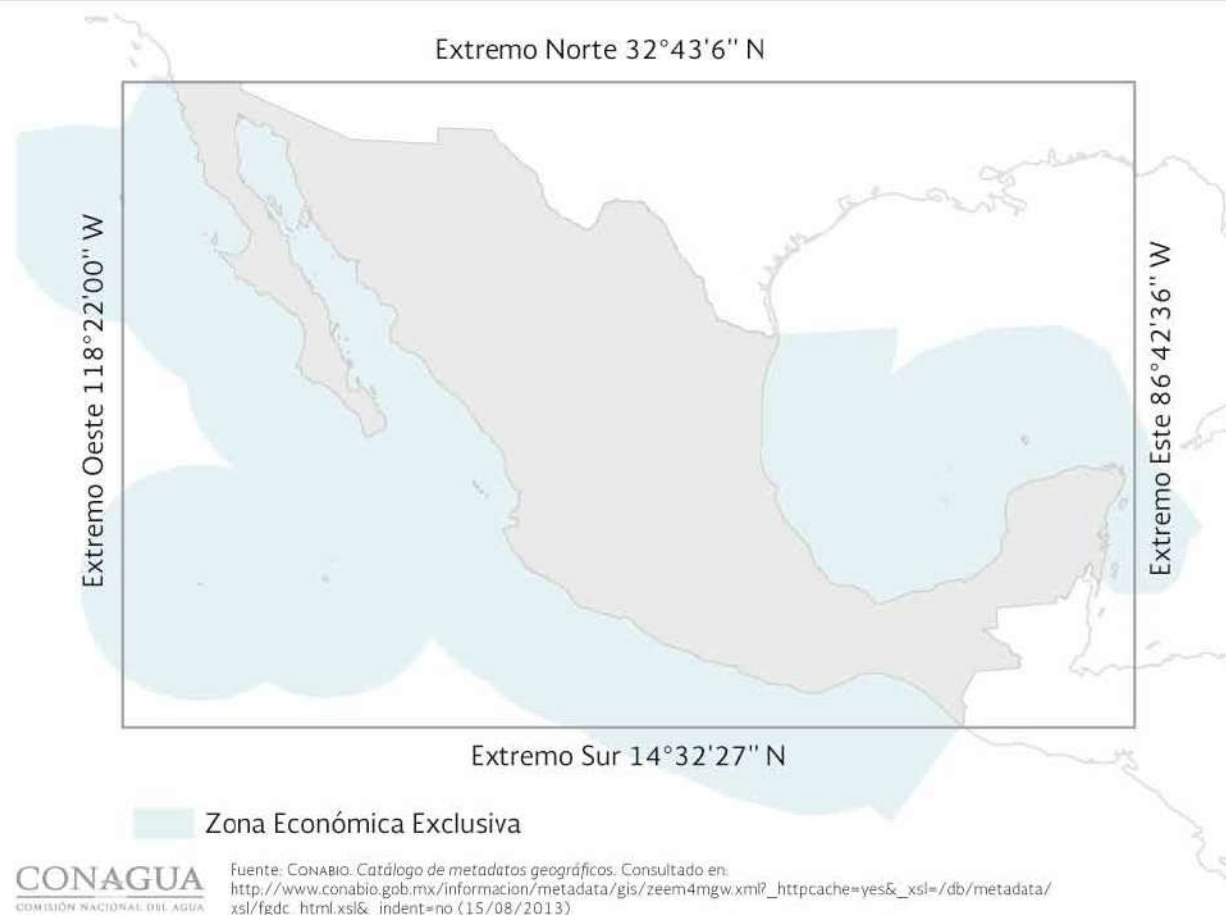 Extremo Norte 32°43'6'' N
Extremo Oeste 118°22'00'' W
Extremo Este 86°42'36'' W
Extremo Sur 14°32'27'' N
Zona Económica Exclusiva
CONAGUA
COMISIÓN NACIONAL DEL AGUA
Fuente: CONABIO. Catálogo de metadatos geográficos. Consultado en:
http://www.conabio.gob.mx/informacion/metadata/gis/zeem4mgw.xml?_httpcache=yes&_xsl=/db/metadata/
xsl/fgdc_html.xsl&_indent=no (15/08/2013)